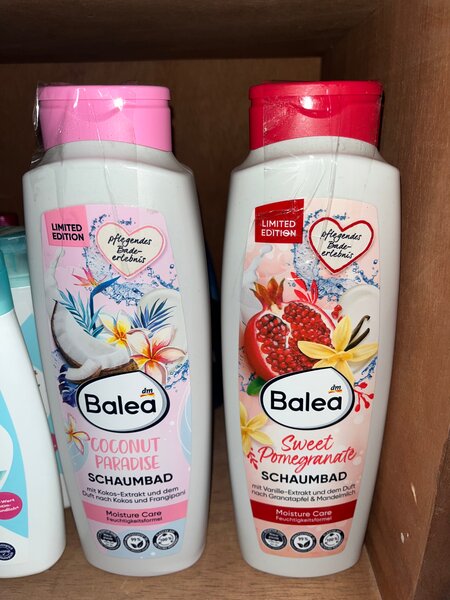 LIMITED
EDITION
pflegendes
Bade-
erlebnis
dm
Balea
COCONUT
PARADISE
SCHAUMBAD
mit Kokos-Extrakt und dem
Duft nach Kokos und Frangipani
Moisture Care
Feuchtigkeitsformel
99%
LIMITED
EDITION
pflegendes
Bade-
erlebnis
dm
Balea
Sweet
Pomegranate
SCHAUMBAD
mit Vanille-Extrakt und dem Duft
nach Granatapfel & Mandelmilch
Moisture Care
Feuchtigkeitsformel
99%